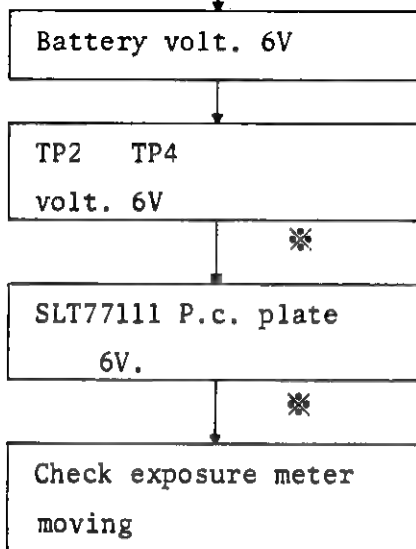 Battery volt. 6V
TP2 TP4
volt. 6V
※
SLT77111 P.c. plate
6V.
※
Check exposure meter
moving